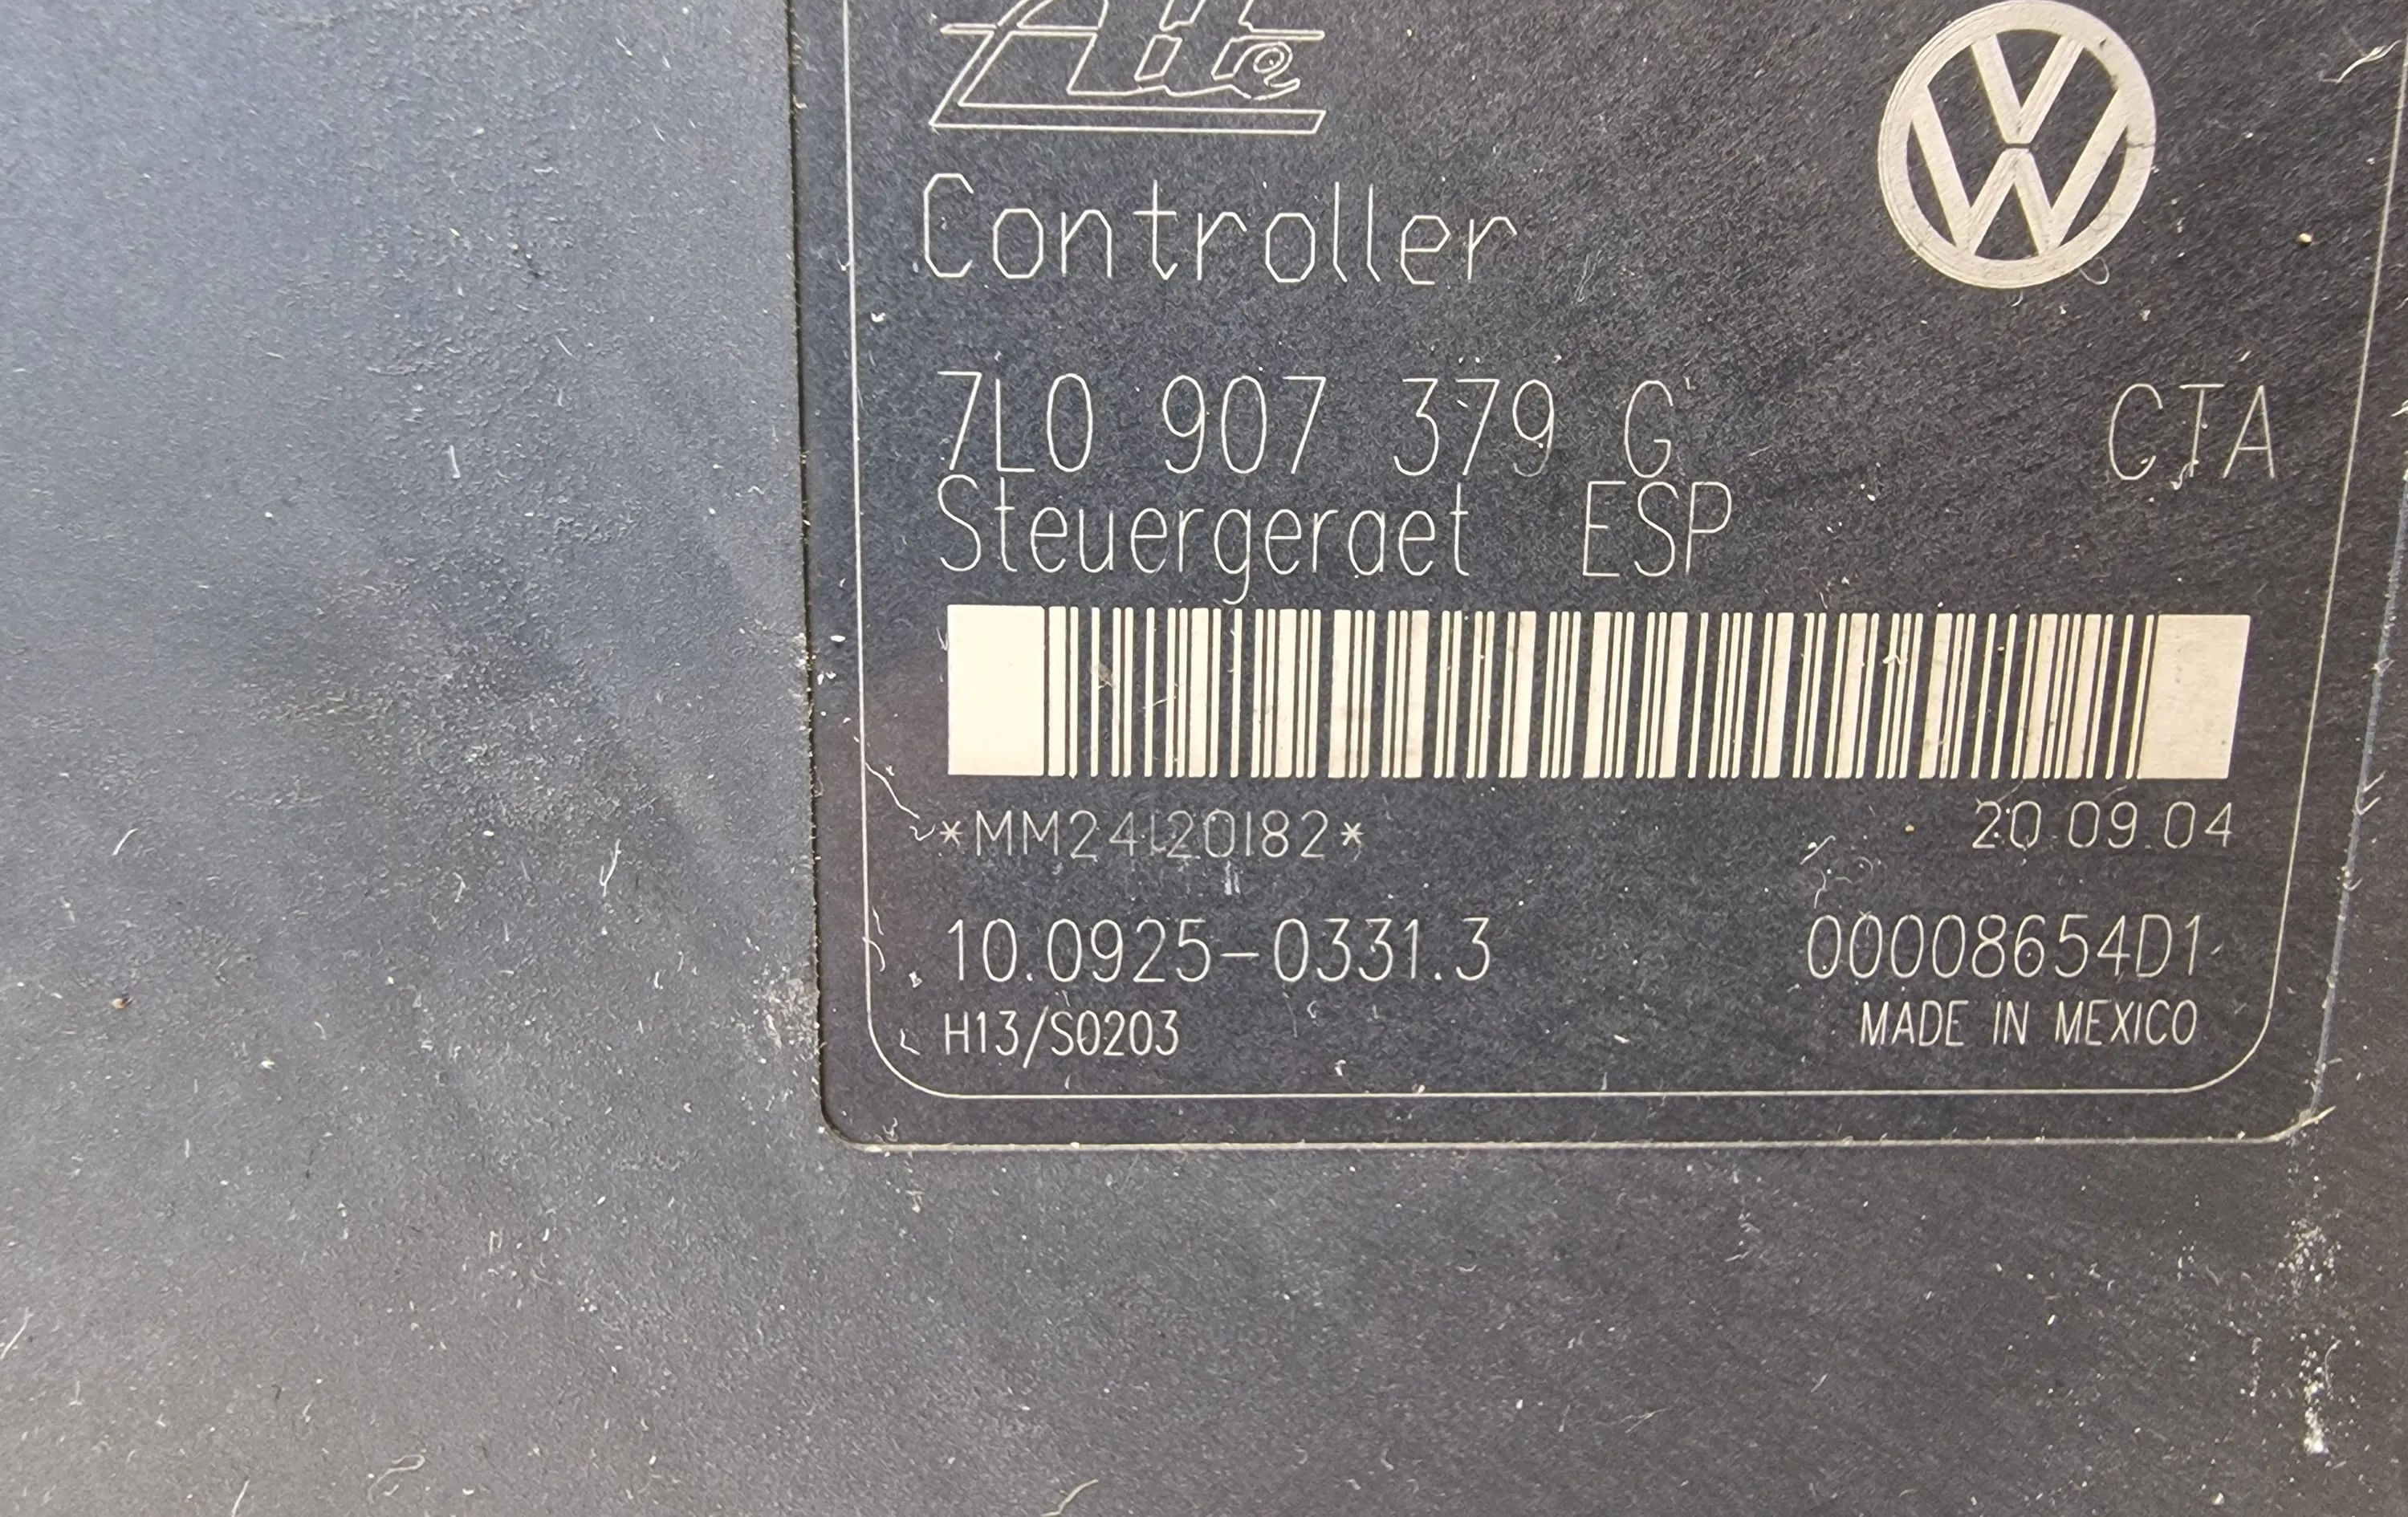 Ate
Controller
7L0 907 379 G CTA
Steuergeraet ESP
*MM24120182* 20.09.04
10.0925-0331.3 00008654D1
H13/S0203 MADE IN MEXICO